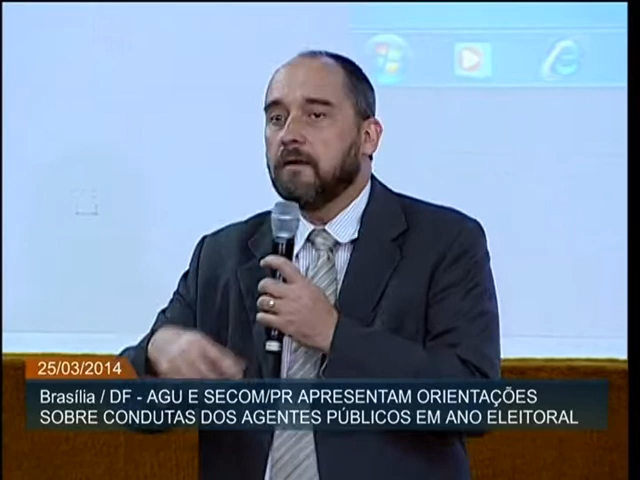 25/03/2014
Brasília / DF - AGU E SECOM/PR APRESENTAM ORIENTAÇÕES
SOBRE CONDUTAS DOS AGENTES PÚBLICOS EM ANO ELEITORAL